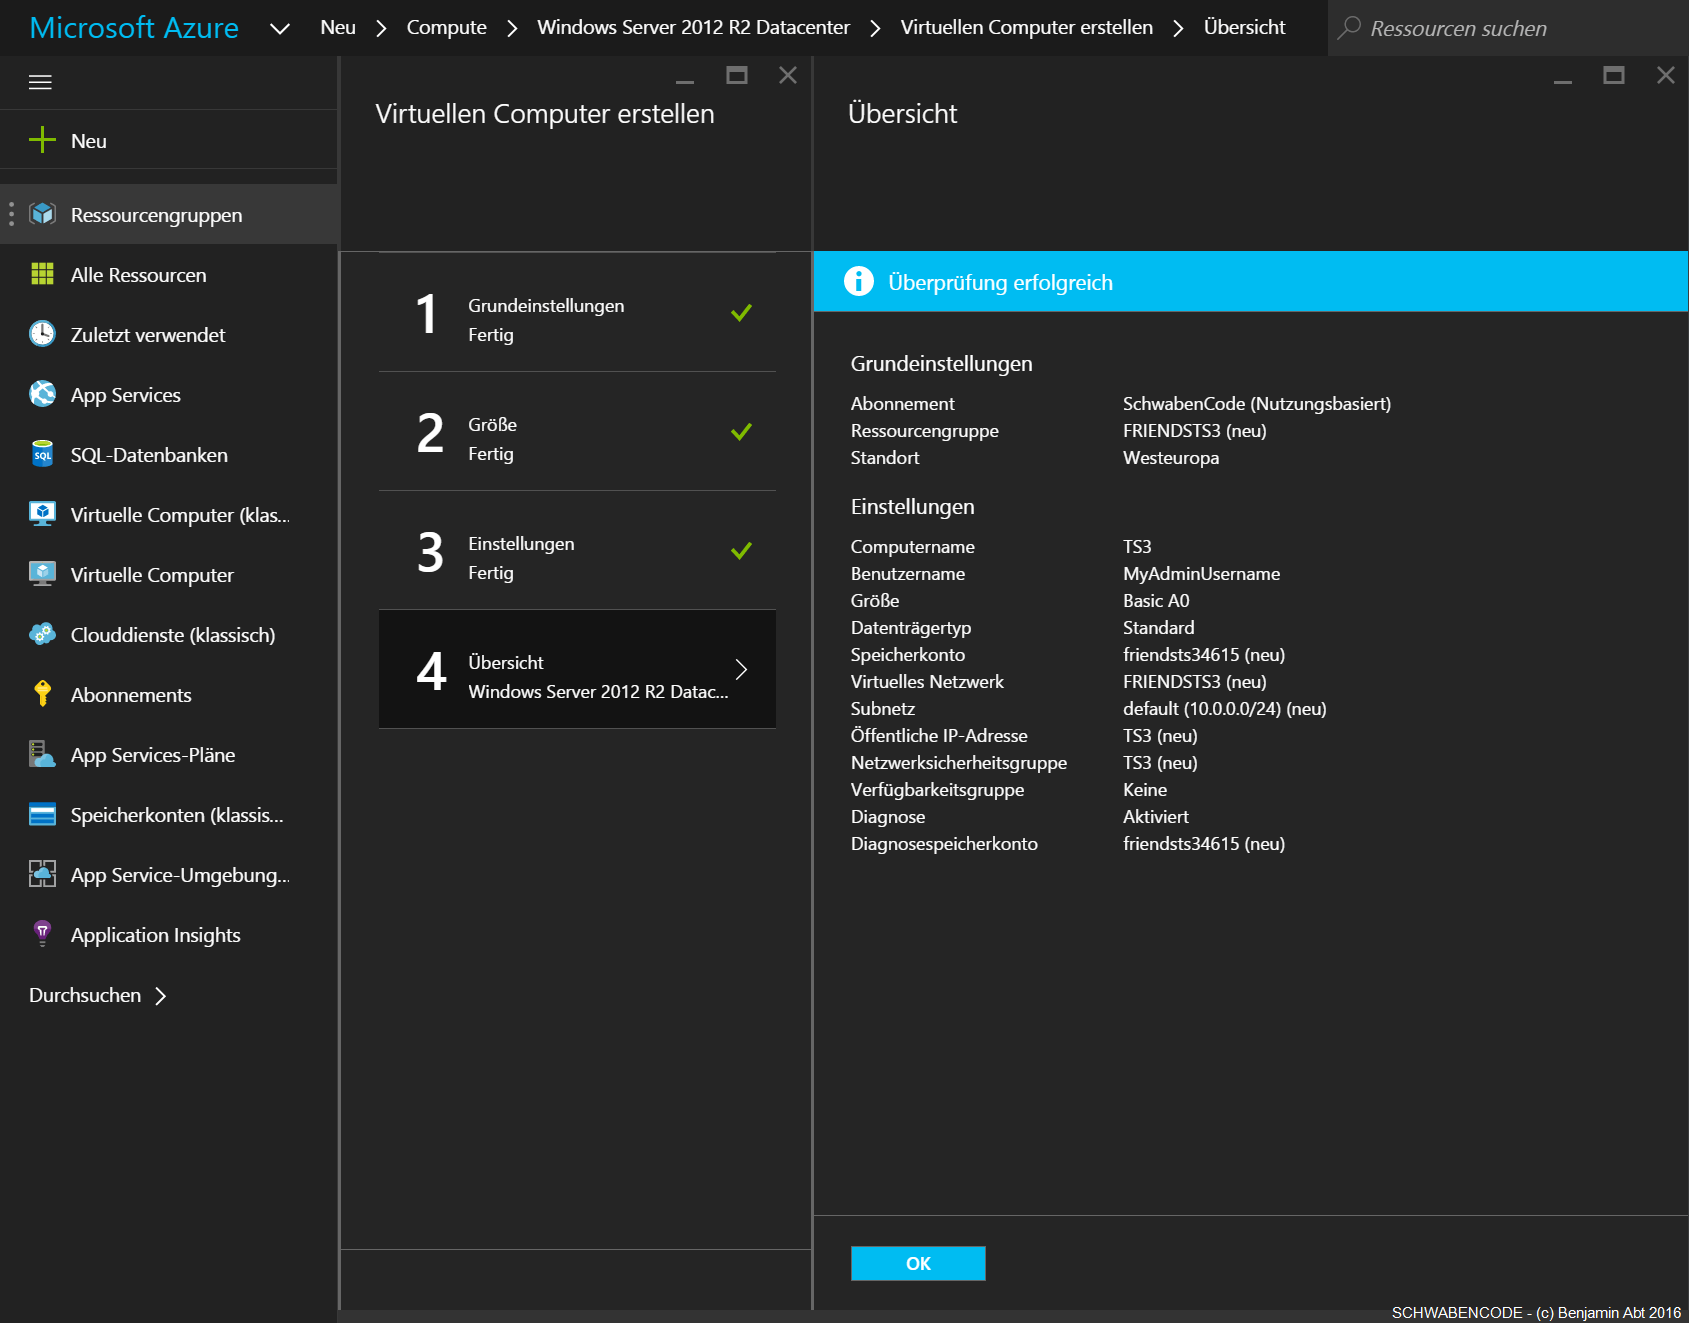 Microsoft Azure
Neu
Compute
Windows Server 2012 R2 Datacenter
Virtuellen Computer erstellen
Übersicht
Ressourcen suchen
Neu
Ressourcengruppen
Alle Ressourcen
Zuletzt verwendet
App Services
SQL
SQL-Datenbanken
Virtuelle Computer (klas...
Virtuelle Computer
Clouddienste (klassisch)
Abonnements
App Services-Pläne
Speicherkonten (klassis...
App Service-Umgebung...
Application Insights
Durchsuchen
Virtuellen Computer erstellen
1
Grundeinstellungen
Fertig
2
Größe
Fertig
3
Einstellungen
Fertig
4
Übersicht
Windows Server 2012 R2 Datac...
Übersicht
Überprüfung erfolgreich
Grundeinstellungen
Abonnement SchwabenCode (Nutzungsbasiert)
Ressourcengruppe FRIENDSTS3 (neu)
Standort Westeuropa
Einstellungen
Computername TS3
Benutzername MyAdminUsername
Größe Basic A0
Datenträgertyp Standard
Speicherkonto friendsts34615 (neu)
Virtuelles Netzwerk FRIENDSTS3 (neu)
Subnetz default (10.0.0.0/24) (neu)
Öffentliche IP-Adresse TS3 (neu)
Netzwerksicherheitsgruppe TS3 (neu)
Verfügbarkeitsgruppe Keine
Diagnose Aktiviert
Diagnosespeicherkonto friendsts34615 (neu)
OK
SCHWABENCODE - (c) Benjamin Abt 2016